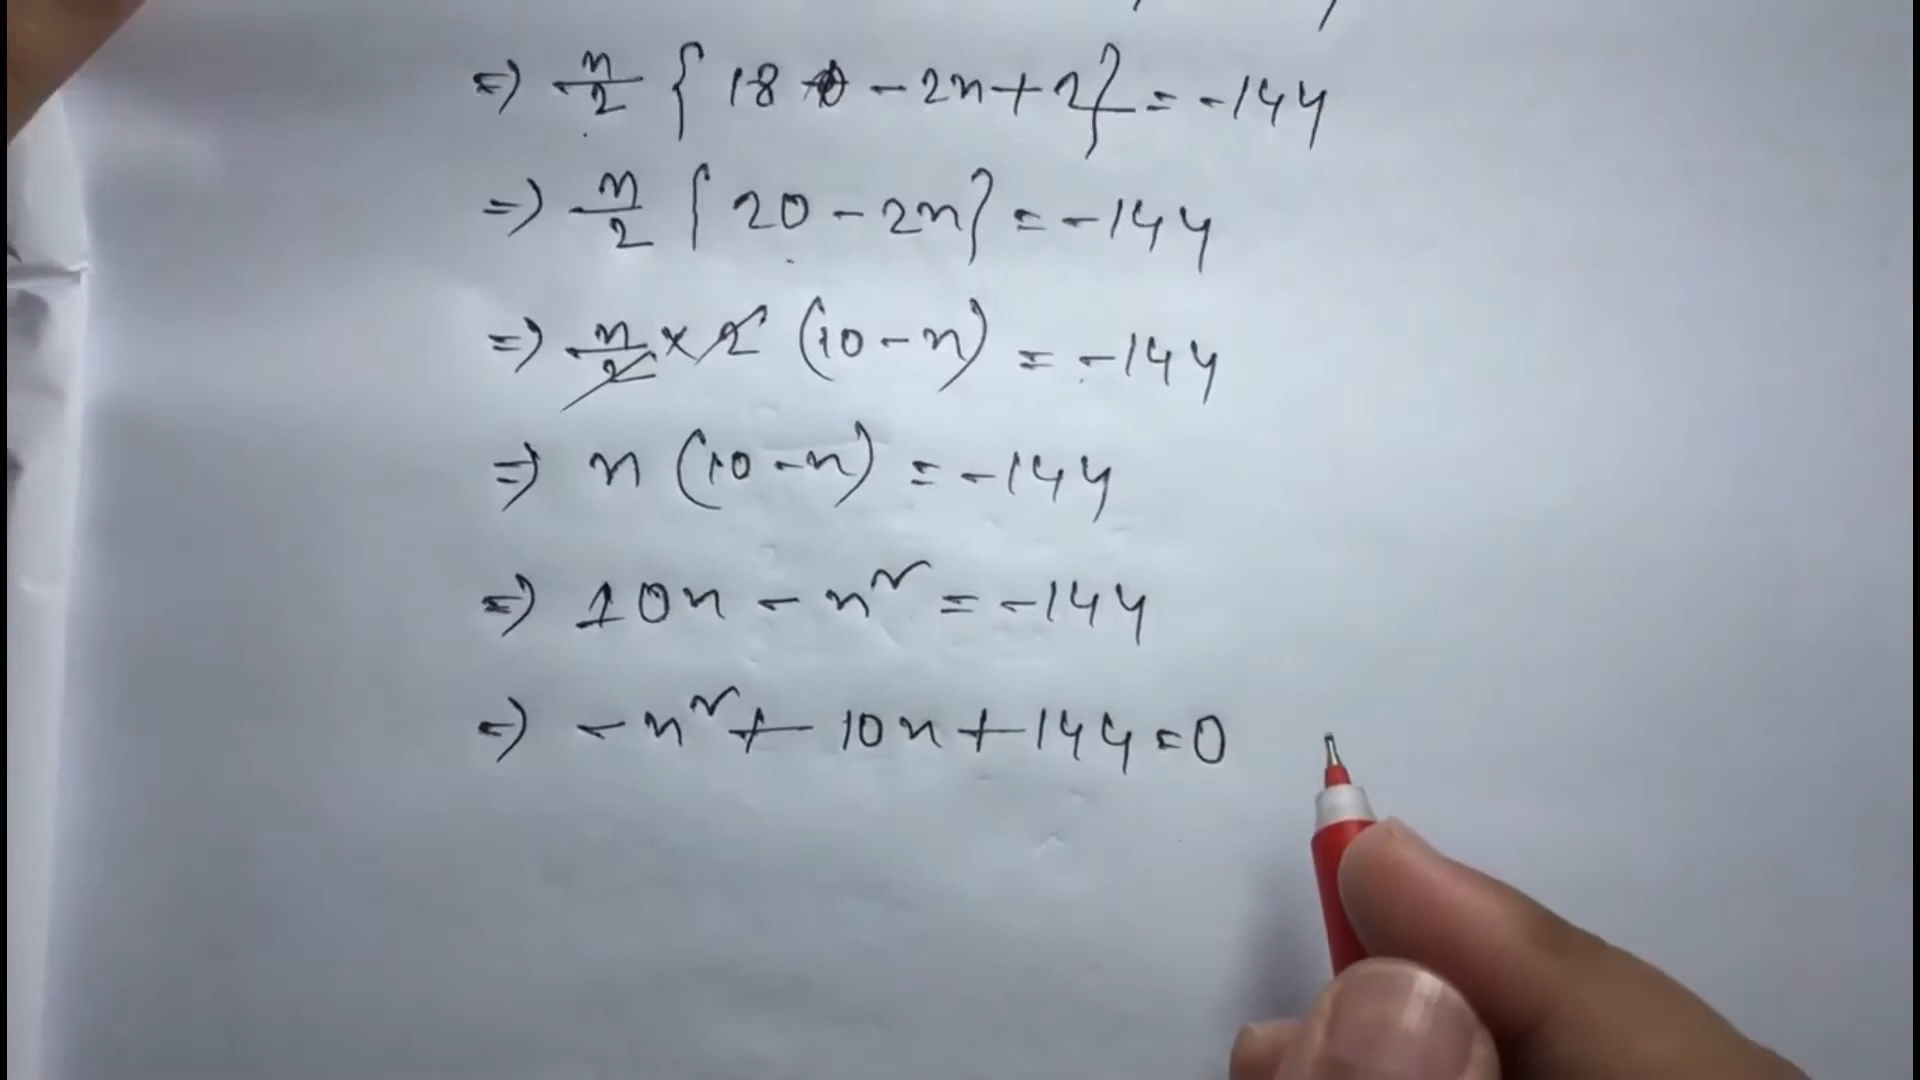 => n/2 { 18 - 2n + 2} = -144
=> n/2 { 20 - 2n} = -144
=> n/2 × 2 (10 - n) = -144
=> n (10 - n) = -144
=> 10n - n² = -144
=> - n² + 10n + 144 = 0